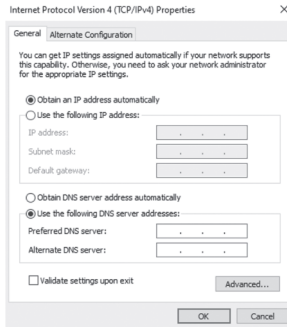 Internet Protocol Version 4 (TCP/IPv4) Properties
General
Alternate Configuration
You can get IP settings assigned automatically if your network supports
this capability. Otherwise, you need to ask your network administrator
for the appropriate IP settings.
Obtain an IP address automatically
Use the following IP address:
IP address:
Subnet mask:
Default gateway:
Obtain DNS server address automatically
Use the following DNS server addresses:
Preferred DNS server:
Alternate DNS server:
Validate settings upon exit
Advanced...
OK
Cancel